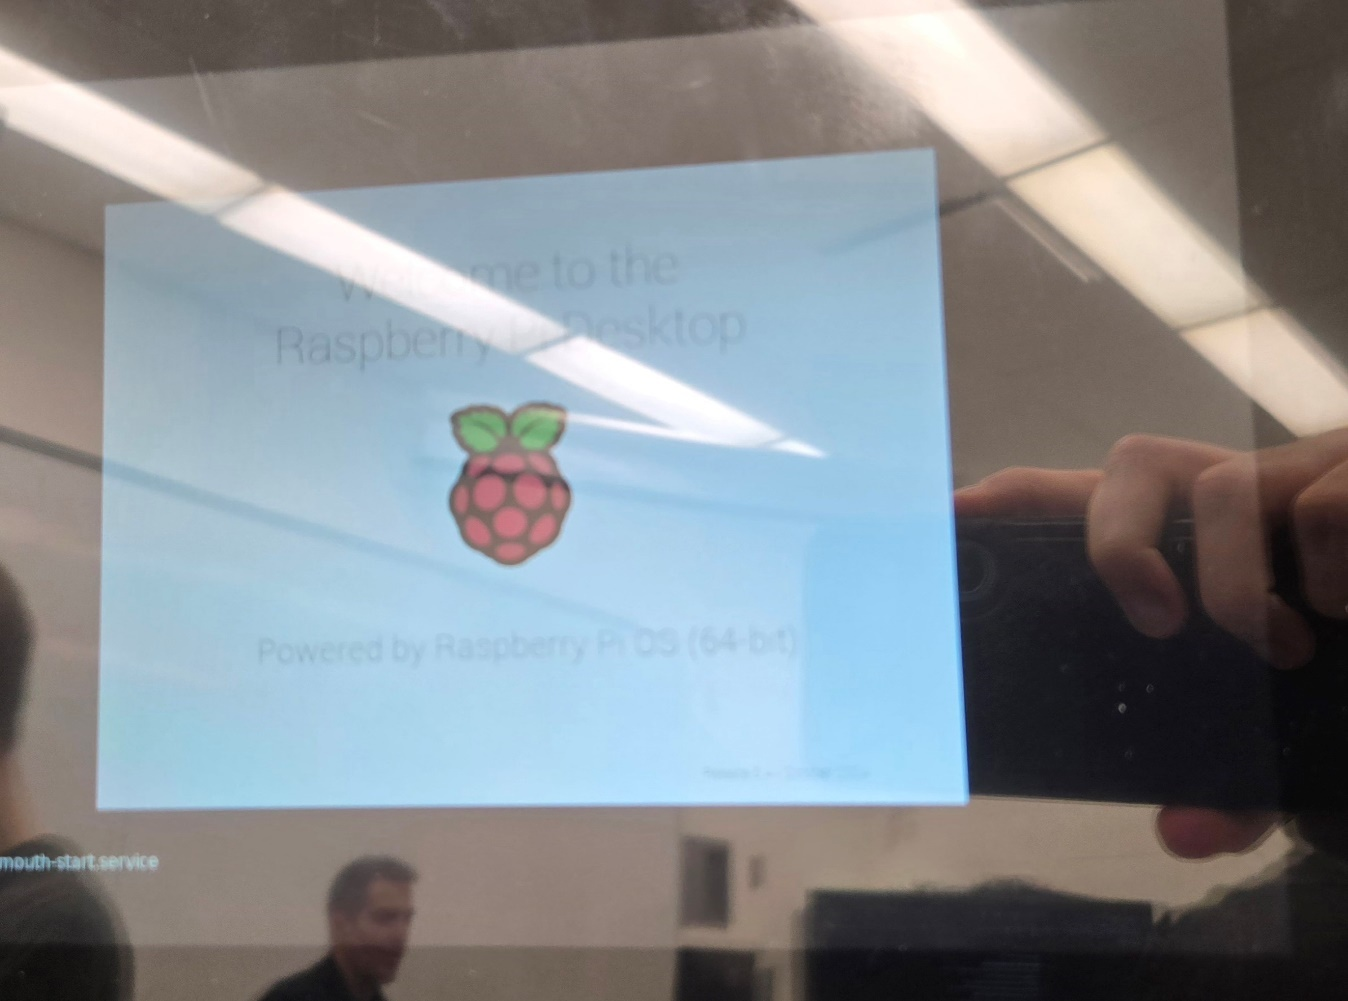 Welcome to the
Raspberry Pi Desktop
Powered by Raspberry Pi OS (64-bit)
mouth-start.service